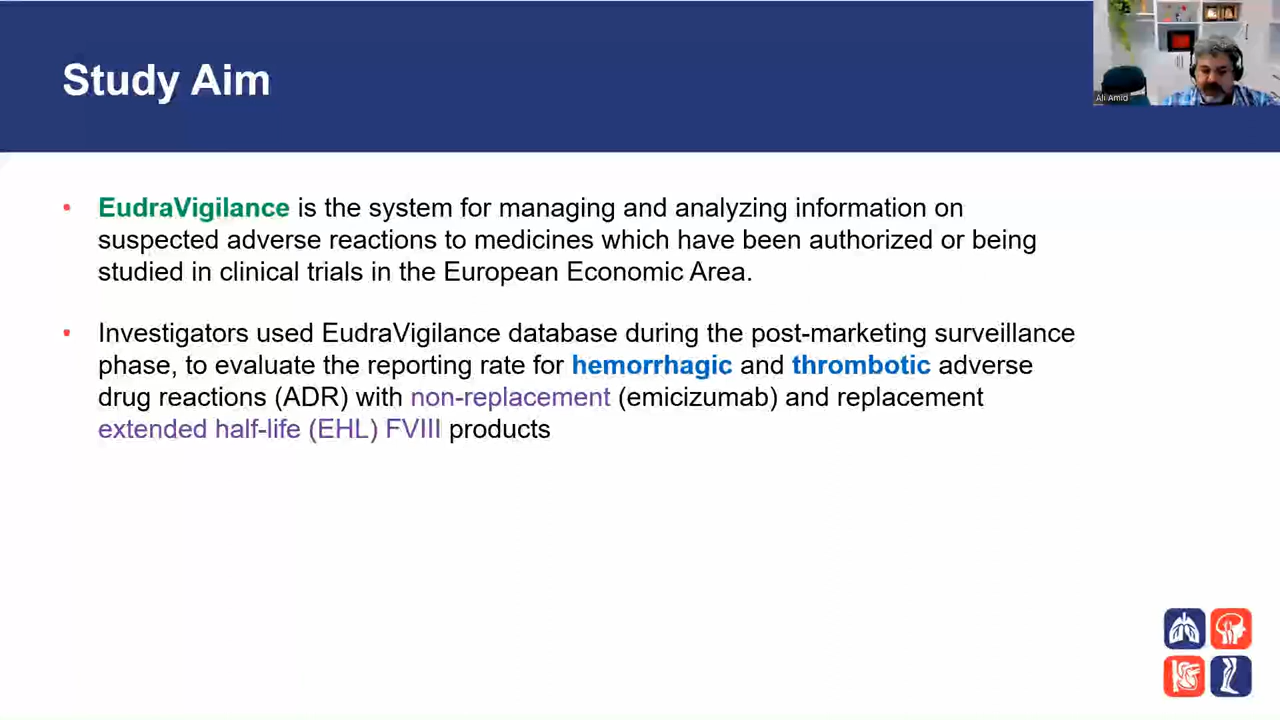 Study Aim
Ali Amid
• EudraVigilance is the system for managing and analyzing information on
suspected adverse reactions to medicines which have been authorized or being
studied in clinical trials in the European Economic Area.
• Investigators used EudraVigilance database during the post-marketing surveillance
phase, to evaluate the reporting rate for hemorrhagic and thrombotic adverse
drug reactions (ADR) with non-replacement (emicizumab) and replacement
extended half-life (EHL) FVIII products